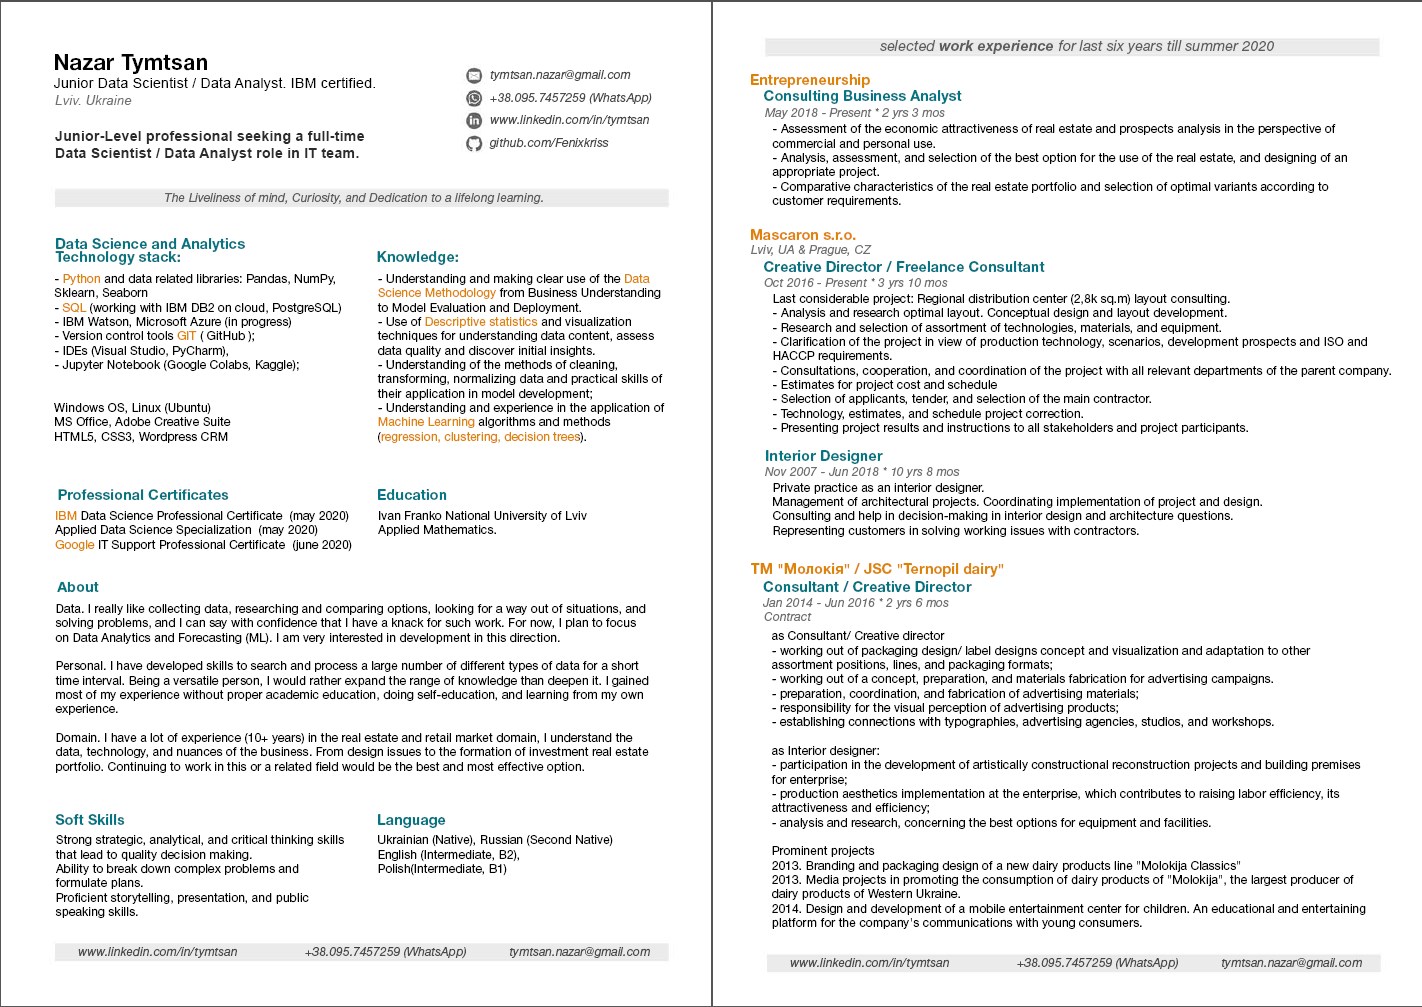 Nazar Tymtsan
Junior Data Scientist / Data Analyst. IBM certified.
Lviv. Ukraine
Junior-Level professional seeking a full-time
Data Scientist / Data Analyst role in IT team.
tymtsan.nazar@gmail.com
+38.095.7457259 (WhatsApp)
www.linkedin.com/in/tymtsan
github.com/Fenixkriss
The Liveliness of mind, Curiosity, and Dedication to a lifelong learning.
Data Science and Analytics
Technology stack:
- Python and data related libraries: Pandas, NumPy,
Sklearn, Seaborn
- SQL (working with IBM DB2 on cloud, PostgreSQL)
- IBM Watson, Microsoft Azure (in progress)
- Version control tools GIT ( GitHub );
- IDEs (Visual Studio, PyCharm),
- Jupyter Notebook (Google Colabs, Kaggle);
Windows OS, Linux (Ubuntu)
MS Office, Adobe Creative Suite
HTML5, CSS3, Wordpress CRM
Knowledge:
- Understanding and making clear use of the Data
Science Methodology from Business Understanding
to Model Evaluation and Deployment.
- Use of Descriptive statistics and visualization
techniques for understanding data content, assess
data quality and discover initial insights.
- Understanding of the methods of cleaning,
transforming, normalizing data and practical skills of
their application in model development;
- Understanding and experience in the application of
Machine Learning algorithms and methods
(regression, clustering, decision trees).
Professional Certificates
IBM Data Science Professional Certificate (may 2020)
Applied Data Science Specialization (may 2020)
Google IT Support Professional Certificate (june 2020)
Education
Ivan Franko National University of Lviv
Applied Mathematics.
About
Data. I really like collecting data, researching and comparing options, looking for a way out of situations, and
solving problems, and I can say with confidence that I have a knack for such work. For now, I plan to focus
on Data Analytics and Forecasting (ML). I am very interested in development in this direction.
Personal. I have developed skills to search and process a large number of different types of data for a short
time interval. Being a versatile person, I would rather expand the range of knowledge than deepen it. I gained
most of my experience without proper academic education, doing self-education, and learning from my own
experience.
Domain. I have a lot of experience (10+ years) in the real estate and retail market domain, I understand the
data, technology, and nuances of the business. From design issues to the formation of investment real estate
portfolio. Continuing to work in this or a related field would be the best and most effective option.
Soft Skills
Strong strategic, analytical, and critical thinking skills
that lead to quality decision making.
Ability to break down complex problems and
formulate plans.
Proficient storytelling, presentation, and public
speaking skills.
Language
Ukrainian (Native), Russian (Second Native)
English (Intermediate, B2),
Polish(Intermediate, B1)
www.linkedin.com/in/tymtsan +38.095.7457259 (WhatsApp) tymtsan.nazar@gmail.com
selected work experience for last six years till summer 2020
Entrepreneurship
Consulting Business Analyst
May 2018 - Present * 2 yrs 3 mos
- Assessment of the economic attractiveness of real estate and prospects analysis in the perspective of
commercial and personal use.
- Analysis, assessment, and selection of the best option for the use of the real estate, and designing of an
appropriate project.
- Comparative characteristics of the real estate portfolio and selection of optimal variants according to
customer requirements.
Mascaron s.r.o.
Lviv, UA & Prague, CZ
Creative Director / Freelance Consultant
Oct 2016 - Present * 3 yrs 10 mos
Last considerable project: Regional distribution center (2,8k sq.m) layout consulting.
- Analysis and research optimal layout. Conceptual design and layout development.
- Research and selection of assortment of technologies, materials, and equipment.
- Clarification of the project in view of production technology, scenarios, development prospects and ISO and
HACCP requirements.
- Consultations, cooperation, and coordination of the project with all relevant departments of the parent company.
- Estimates for project cost and schedule
- Selection of applicants, tender, and selection of the main contractor.
- Technology, estimates, and schedule project correction.
- Presenting project results and instructions to all stakeholders and project participants.
Interior Designer
Nov 2007 - Jun 2018 * 10 yrs 8 mos
Private practice as an interior designer.
Management of architectural projects. Coordinating implementation of project and design.
Consulting and help in decision-making in interior design and architecture questions.
Representing customers in solving working issues with contractors.
TM "Молокія" / JSC "Ternopil dairy"
Consultant / Creative Director
Jan 2014 - Jun 2016 * 2 yrs 6 mos
Contract
as Consultant/ Creative director
- working out of packaging design/ label designs concept and visualization and adaptation to other
assortment positions, lines, and packaging formats;
- working out of a concept, preparation, and materials fabrication for advertising campaigns.
- preparation, coordination, and fabrication of advertising materials;
- responsibility for the visual perception of advertising products;
- establishing connections with typographies, advertising agencies, studios, and workshops.
as Interior designer:
- participation in the development of artistically constructional reconstruction projects and building premises
for enterprise;
- production aesthetics implementation at the enterprise, which contributes to raising labor efficiency, its
attractiveness and efficiency;
- analysis and research, concerning the best options for equipment and facilities.
Prominent projects
2013. Branding and packaging design of a new dairy products line "Molokija Classics"
2013. Media projects in promoting the consumption of dairy products of "Molokija", the largest producer of
dairy products of Western Ukraine.
2014. Design and development of a mobile entertainment center for children. An educational and entertaining
platform for the company's communications with young consumers.
www.linkedin.com/in/tymtsan +38.095.7457259 (WhatsApp) tymtsan.nazar@gmail.com